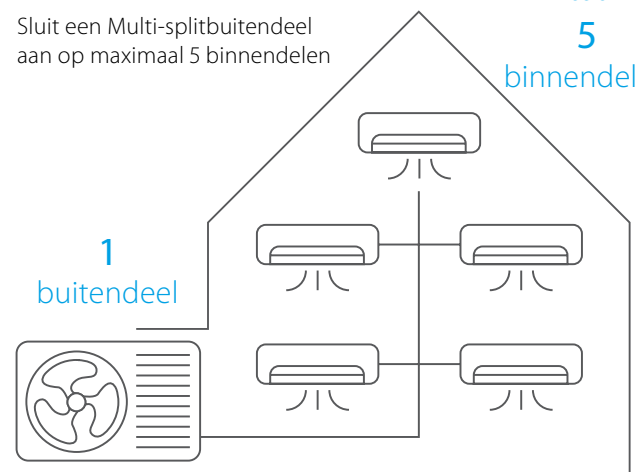 Sluit een Multi-splitbuitendeel
aan op maximaal 5 binnendelen
5
binnendel
1
buitendeel